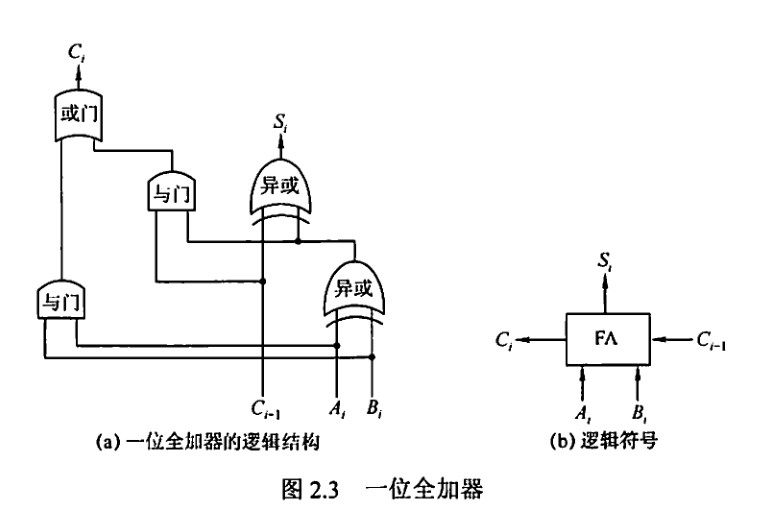 C_i
或门
S_i
与门
异或
与门
异或
C_{i-1} A_i B_i
(a) 一位全加器的逻辑结构
S_i
C_i FA C_{i-1}
A_i B_i
(b) 逻辑符号
图 2.3 一位全加器